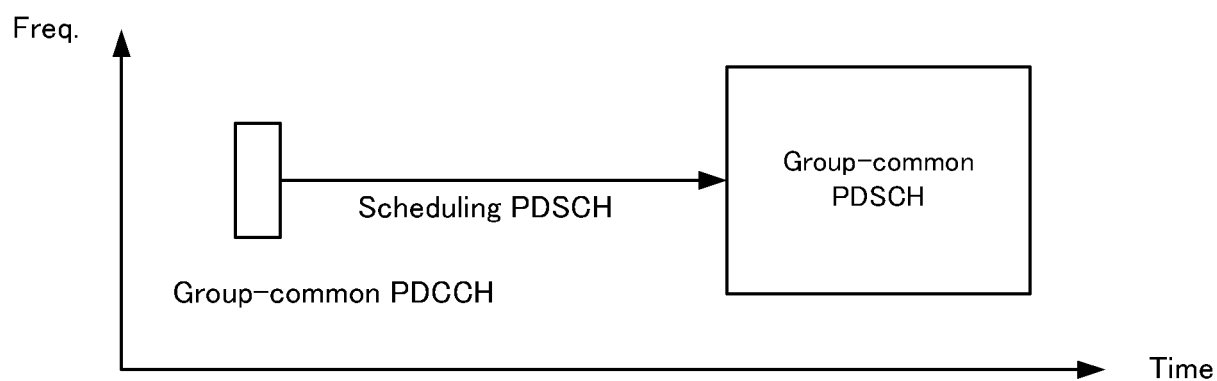 Freq.
Group-common
PDSCH
Scheduling PDSCH
Group-common PDCCH
Time